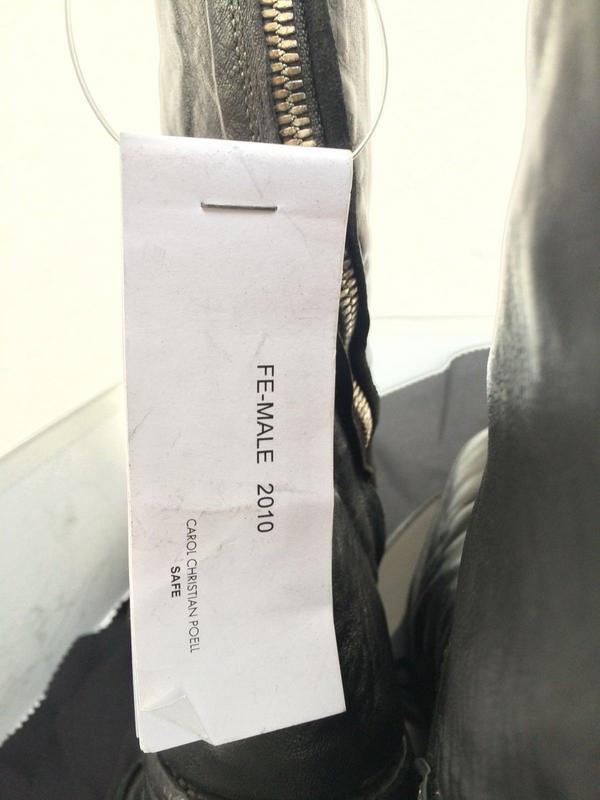 FE-MALE 2010
CAROL CHRISTIAN POELL
SAFE